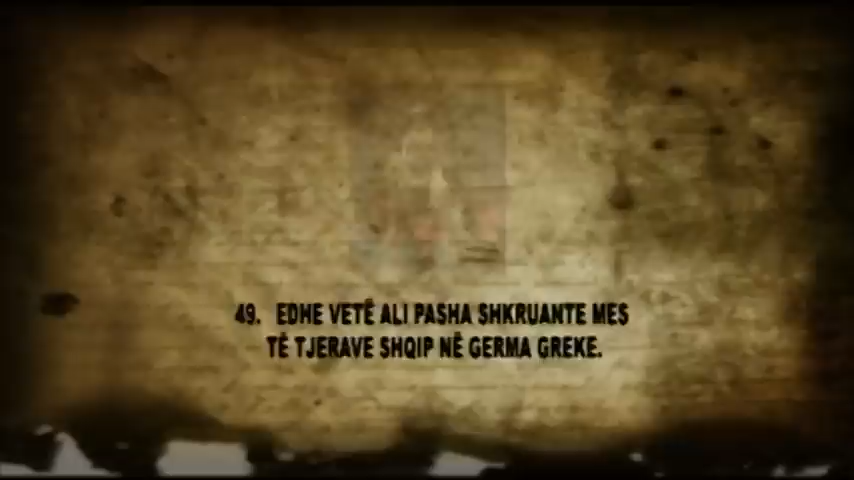 49. EDHE VETË ALI PASHA SHKRUANTE MES
TË TJERAVE SHQIP NË GERMA GREKE.